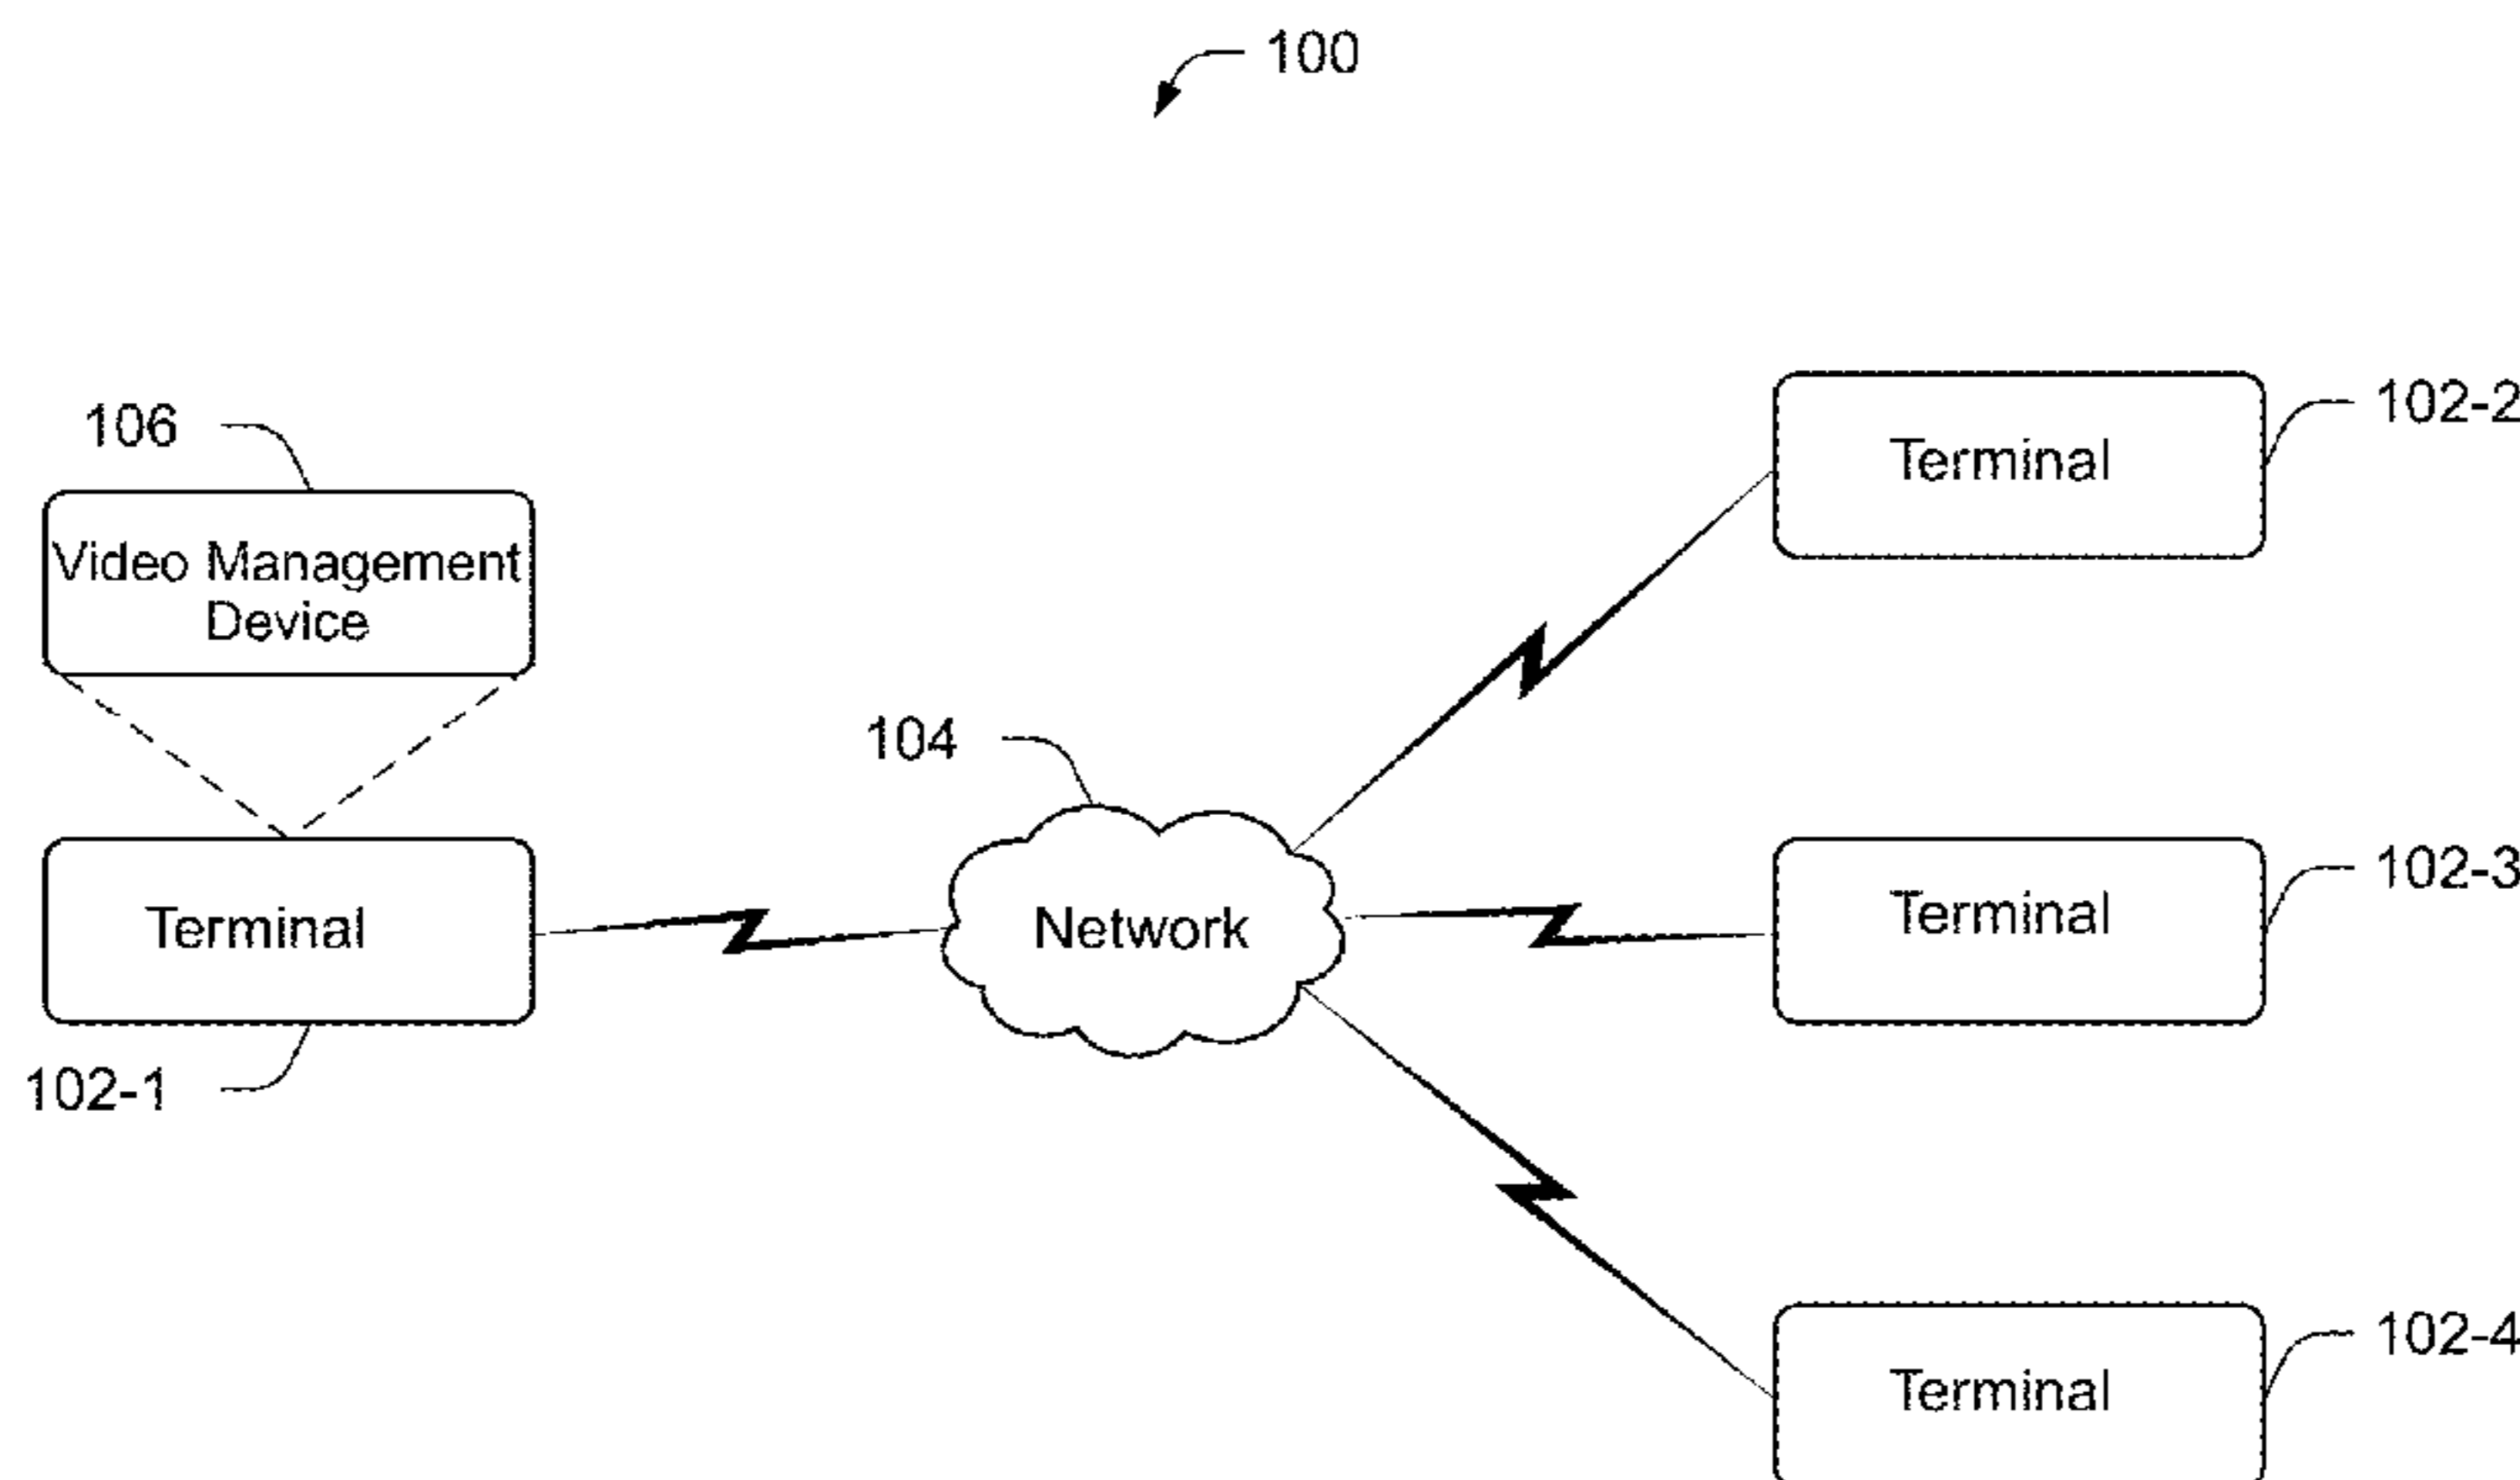 100
102-2
106
Terminal
Video Management
Device
104
102-3
Terminal
Terminal
Network
102-1
102-4
Terminal